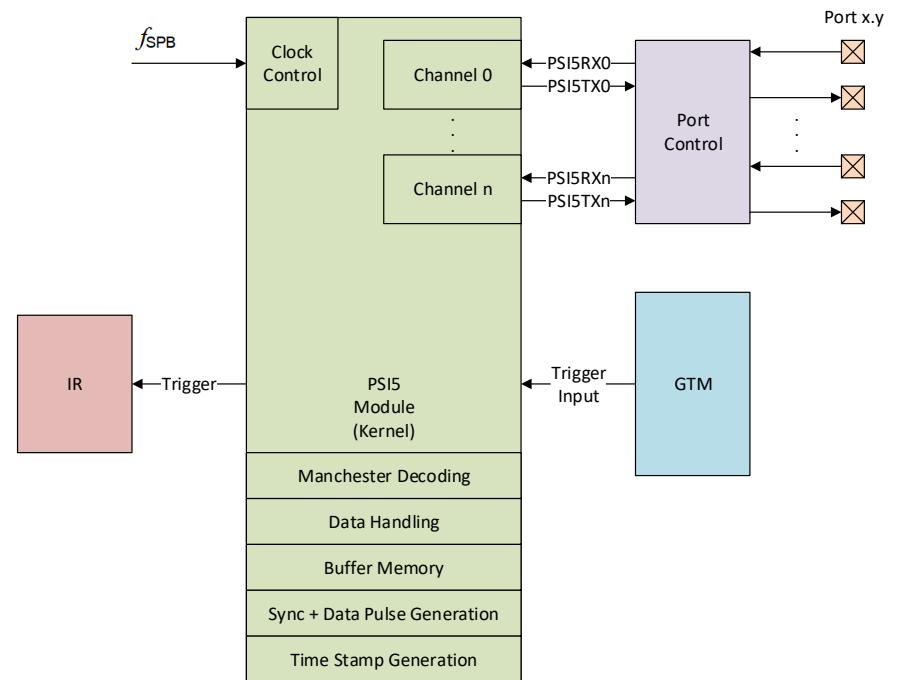 Port x.y
fSPB
Clock
Control
Channel 0
PSI5RX0
PSI5TX0
Port
Control
Channel n
PSI5RXn
PSI5TXn
IR
Trigger
PSI5
Module
(Kernel)
Trigger
Input
GTM
Manchester Decoding
Data Handling
Buffer Memory
Sync + Data Pulse Generation
Time Stamp Generation